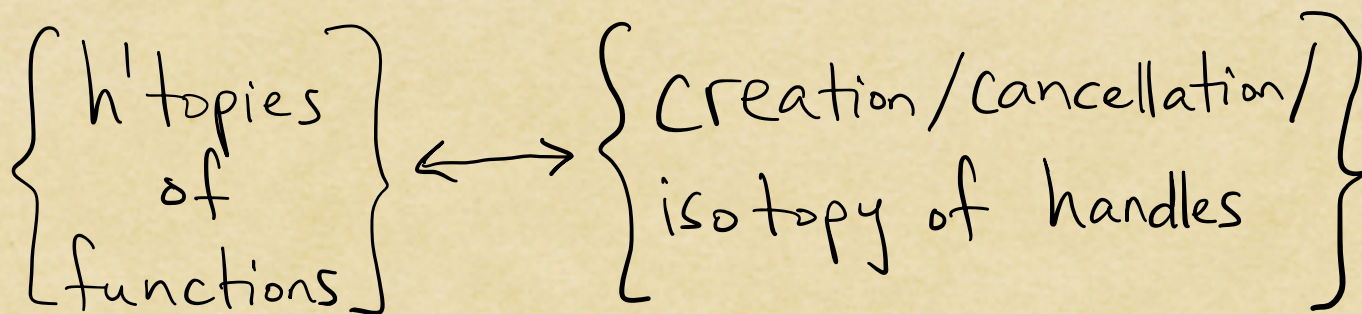 h'topies
of
functions
creation/cancellation/
isotopy of handles